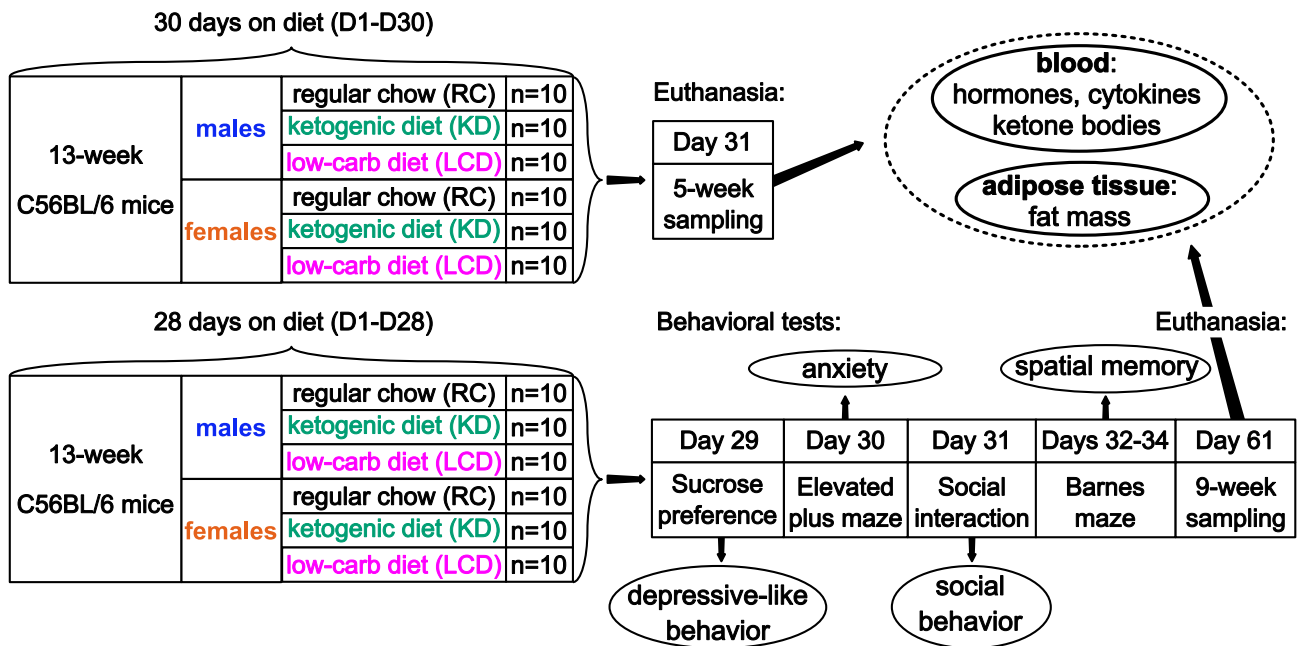 30 days on diet (D1-D30)
13-week
C56BL/6 mice
males
regular chow (RC) n=10
ketogenic diet (KD) n=10
low-carb diet (LCD) n=10
females
regular chow (RC) n=10
ketogenic diet (KD) n=10
low-carb diet (LCD) n=10
Euthanasia:
Day 31
5-week
sampling
blood:
hormones, cytokines
ketone bodies
adipose tissue:
fat mass
28 days on diet (D1-D28)
13-week
C56BL/6 mice
males
regular chow (RC) n=10
ketogenic diet (KD) n=10
low-carb diet (LCD) n=10
females
regular chow (RC) n=10
ketogenic diet (KD) n=10
low-carb diet (LCD) n=10
Behavioral tests:
Euthanasia:
anxiety
spatial memory
Day 29
Day 30
Day 31
Days 32-34
Day 61
Sucrose
preference
Elevated
plus maze
Social
interaction
Barnes
maze
9-week
sampling
depressive-like
behavior
social
behavior